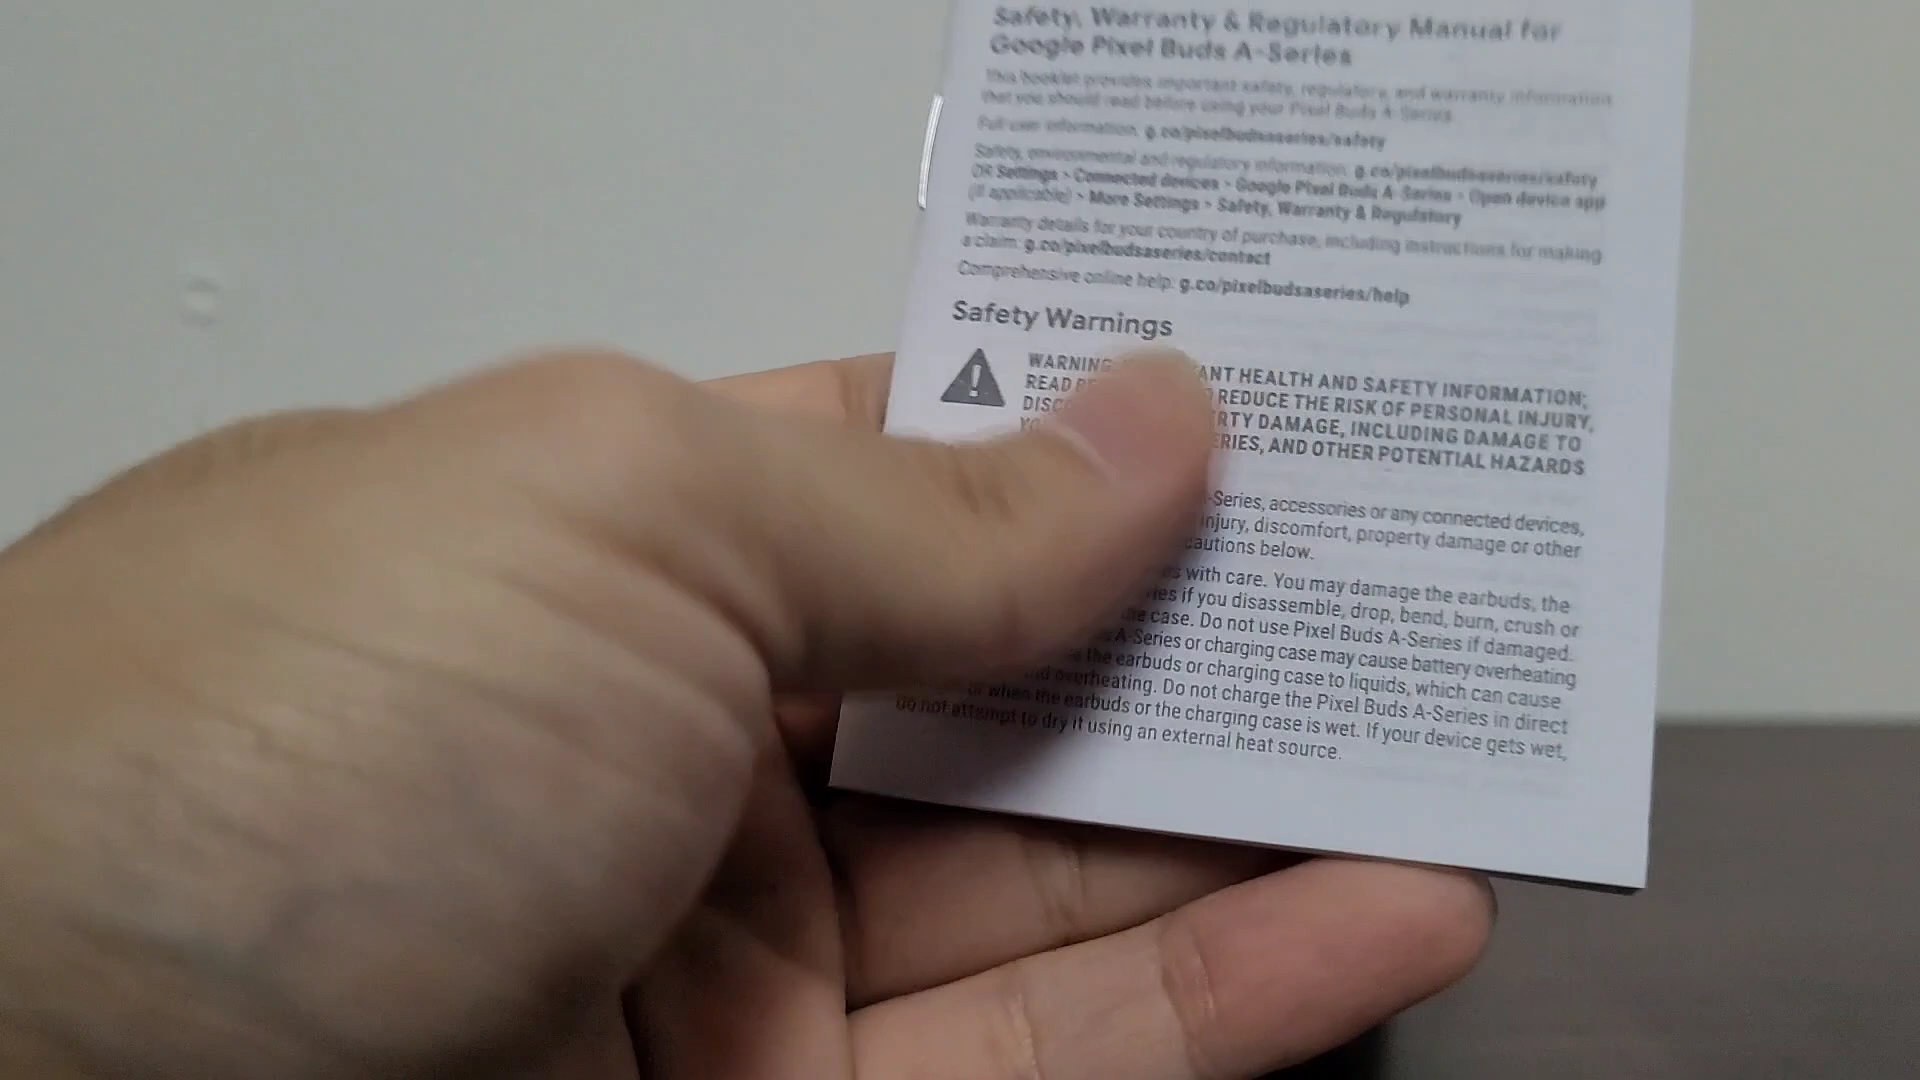 Safety, Warranty & Regulatory Manual for
Google Pixel Buds A-Series
This booklet provides important safety, regulatory, and warranty information
that you should read before using your Pixel Buds A-Series.
Full user information: g.co/pixelbudsaseries/safety
Safety, environmental and regulatory information: g.co/pixelbudsaseries/safety
OR Settings > Connected devices > Google Pixel Buds A-Series > Open device app
(if applicable) > More Settings > Safety, Warranty & Regulatory
Warranty details for your country of purchase, including instructions for making
a claim: g.co/pixelbudsaseries/contact
Comprehensive online help: g.co/pixelbudsaseries/help
Safety Warnings
WARNING HEALTH AND SAFETY INFORMATION;
READ REDUCE THE RISK OF PERSONAL INJURY,
DAMAGE, INCLUDING DAMAGE TO
AND OTHER POTENTIAL HAZARDS
-Series, accessories or any connected devices,
injury, discomfort, property damage or other
below.
with care. You may damage the earbuds, the
if you disassemble, drop, bend, burn, crush or
case. Do not use Pixel Buds A-Series if damaged.
A-Series or charging case may cause battery overheating
the earbuds or charging case to liquids, which can cause
overheating. Do not charge the Pixel Buds A-Series in direct
when the earbuds or the charging case is wet. If your device gets wet,
do not attempt to dry it using an external heat source.